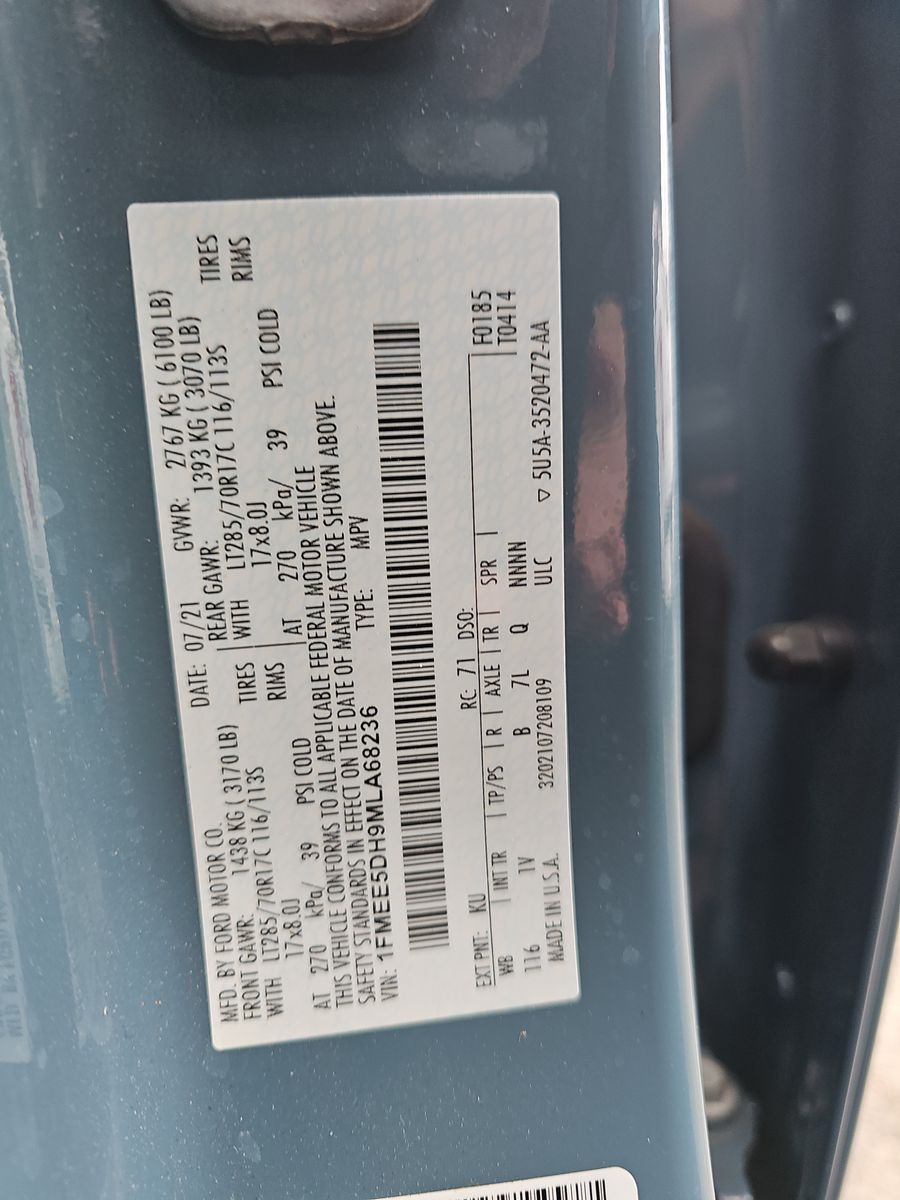 MFD. BY FORD MOTOR CO.
DATE: 07/21 GVWR: 2767 KG ( 6100 LB)
FRONT GAWR: 1438 KG ( 3170 LB) REAR GAWR: 1393 KG ( 3070 LB)
WITH LT285/70R17C 116/113S TIRES WITH LT285/70R17C 116/113S TIRES
17x8.0J RIMS 17x8.0J RIMS
AT 270 kPa/ 39 PSI COLD AT 270 kPa/ 39 PSI COLD
THIS VEHICLE CONFORMS TO ALL APPLICABLE FEDERAL MOTOR VEHICLE
SAFETY STANDARDS IN EFFECT ON THE DATE OF MANUFACTURE SHOWN ABOVE.
VIN: 1FMEE5DH9MLA68236 TYPE: MPV
EXT PNT: KU RC: 71 DSO:
WB INT TR TP/PS R AXLE TR SPR F0185
116 1V B 7L Q NNNN T0414
MADE IN U.S.A. 3202107208109 ULC ▽ 5U5A-3520472-AA